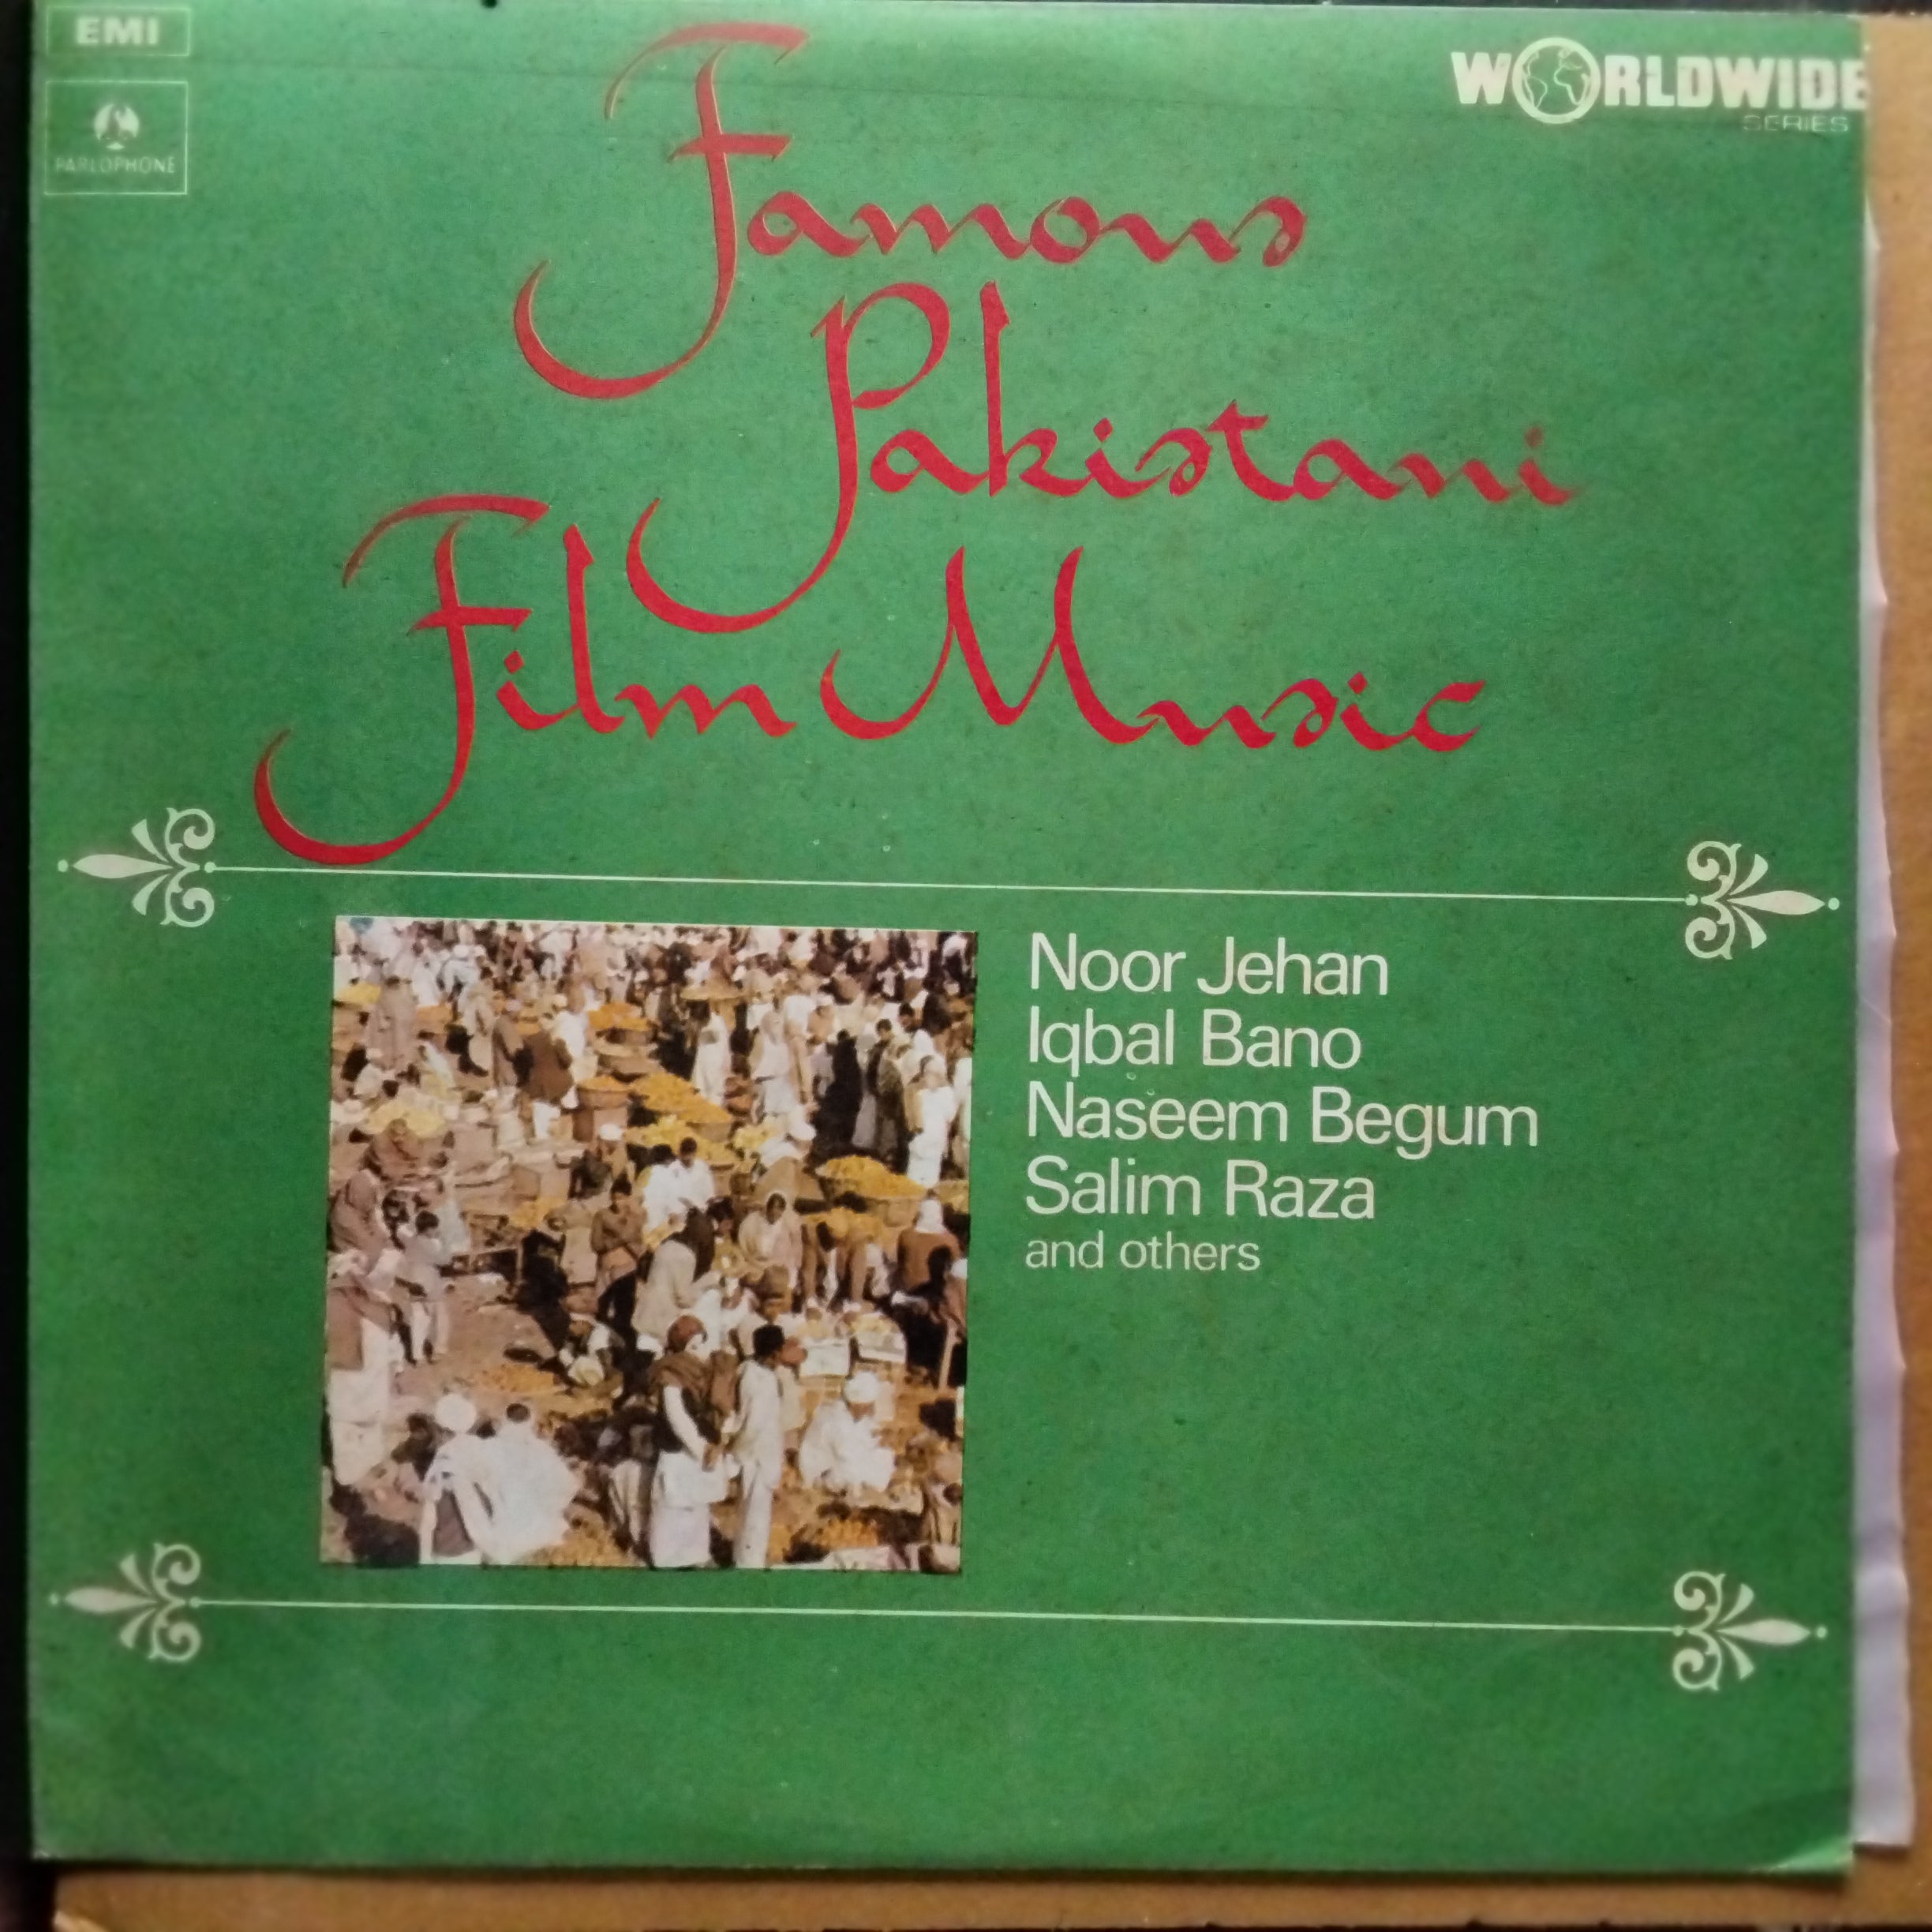 EMI
PARLOPHONE
WORLDWIDE
SERIES
Famous
Pakistani
Film Music
Noor Jehan
Iqbal Bano
Naseem Begum
Salim Raza
and others